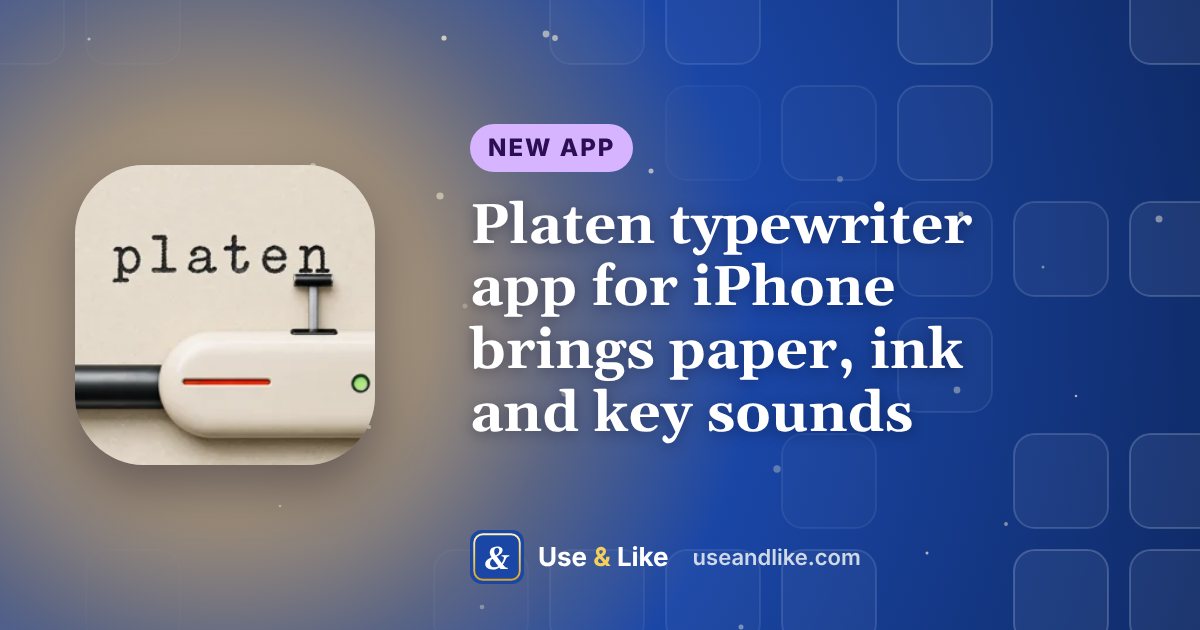 platen
NEW APP
Platen typewriter
app for iPhone
brings paper, ink
and key sounds
&
Use & Like
useandlike.com